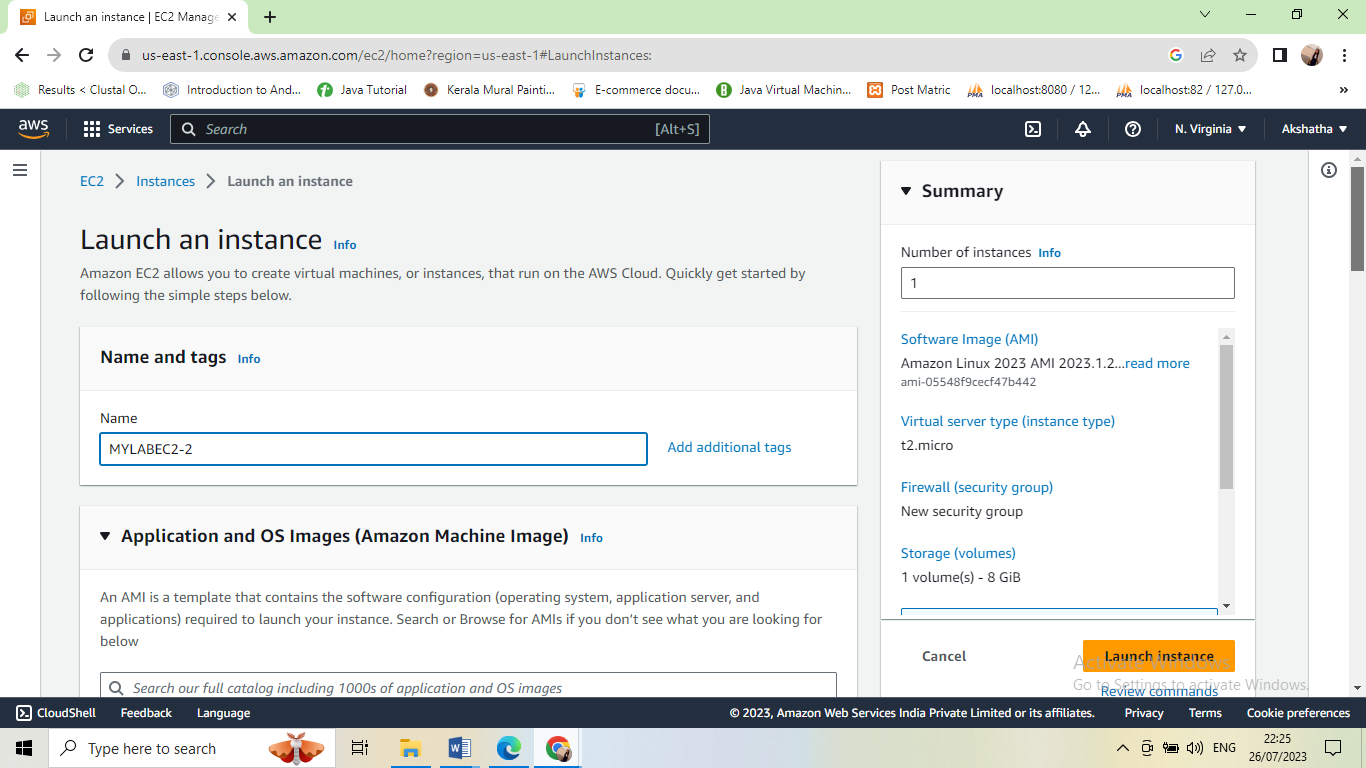 Launch an instance | EC2 Manage
us-east-1.console.aws.amazon.com/ec2/home?region=us-east-1#LaunchInstances:
Results < Clustal O...
Introduction to And...
Java Tutorial
Kerala Mural Painti...
E-commerce docu...
Java Virtual Machin...
Post Matric
localhost:8080 / 12...
localhost:82 / 127.0...
»
aws
Services
Search
[Alt+S]
N. Virginia
Akshatha
EC2
Instances
Launch an instance
Launch an instance Info
Amazon EC2 allows you to create virtual machines, or instances, that run on the AWS Cloud. Quickly get started by
following the simple steps below.
Name and tags Info
Name
MYLABEC2-2
Add additional tags
Application and OS Images (Amazon Machine Image) Info
An AMI is a template that contains the software configuration (operating system, application server, and
applications) required to launch your instance. Search or Browse for AMIs if you don't see what you are looking for
below
Search our full catalog including 1000s of application and OS images
Summary
Number of instances Info
1
Software Image (AMI)
Amazon Linux 2023 AMI 2023.1.2...read more
ami-05548f9cecf47b442
Virtual server type (instance type)
t2.micro
Firewall (security group)
New security group
Storage (volumes)
1 volume(s) - 8 GiB
Cancel
Launch instance
Review commands
Activate Windows
Go to Settings to activate Windows.
CloudShell
Feedback
Language
© 2023, Amazon Web Services India Private Limited or its affiliates.
Privacy
Terms
Cookie preferences
Type here to search
ENG
22:25
26/07/2023